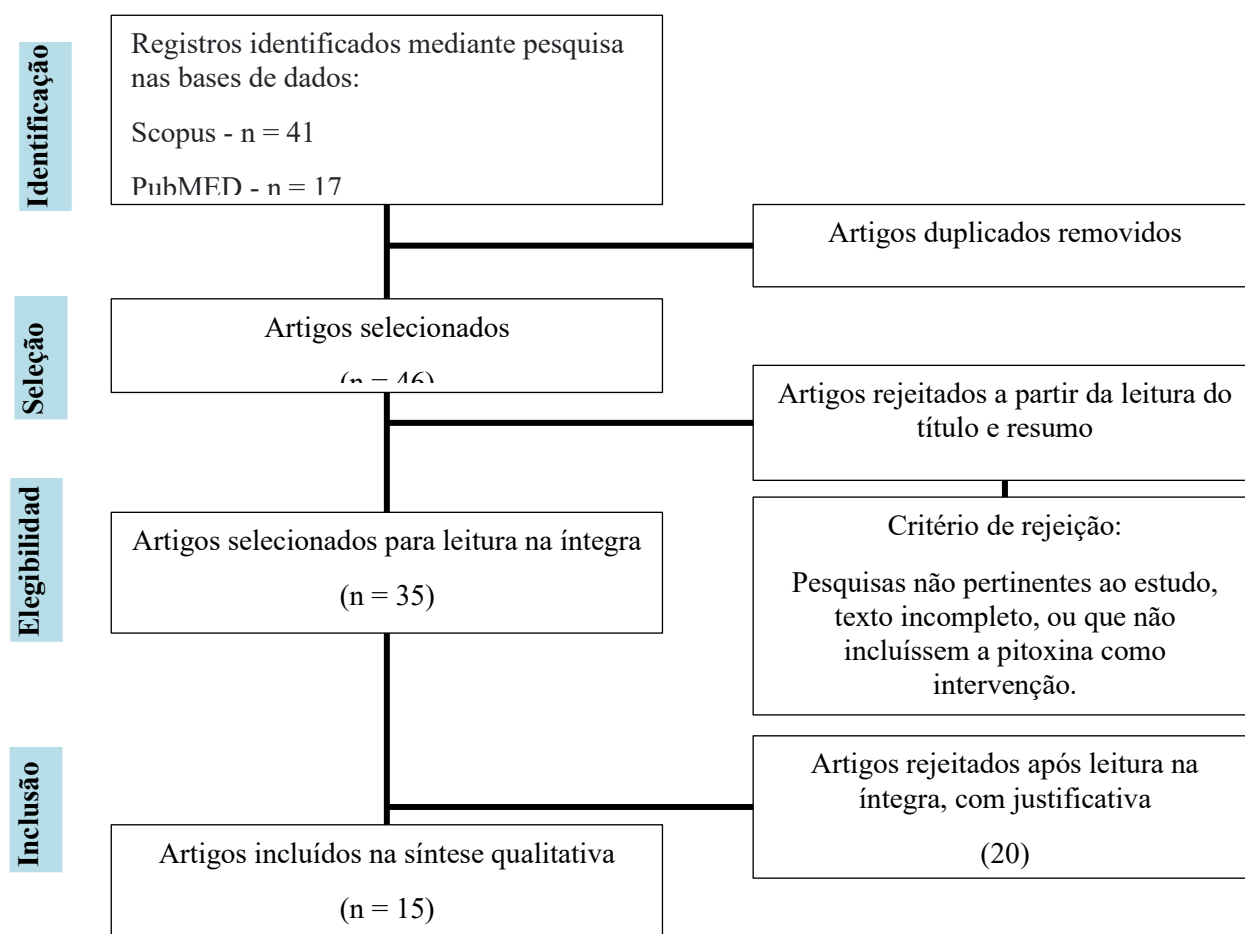 Identificação
Registros identificados mediante pesquisa
nas bases de dados:
Scopus - n = 41
PubMED - n = 17
Artigos duplicados removidos
Seleção
Artigos selecionados
(n = 46)
Artigos rejeitados a partir da leitura do
título e resumo
Elegibilidad
Artigos selecionados para leitura na íntegra
(n = 35)
Critério de rejeição:
Pesquisas não pertinentes ao estudo,
texto incompleto, ou que não
incluíssem a pitoxina como
intervenção.
Inclusão
Artigos rejeitados após leitura na
íntegra, com justificativa
(20)
Artigos incluídos na síntese qualitativa
(n = 15)